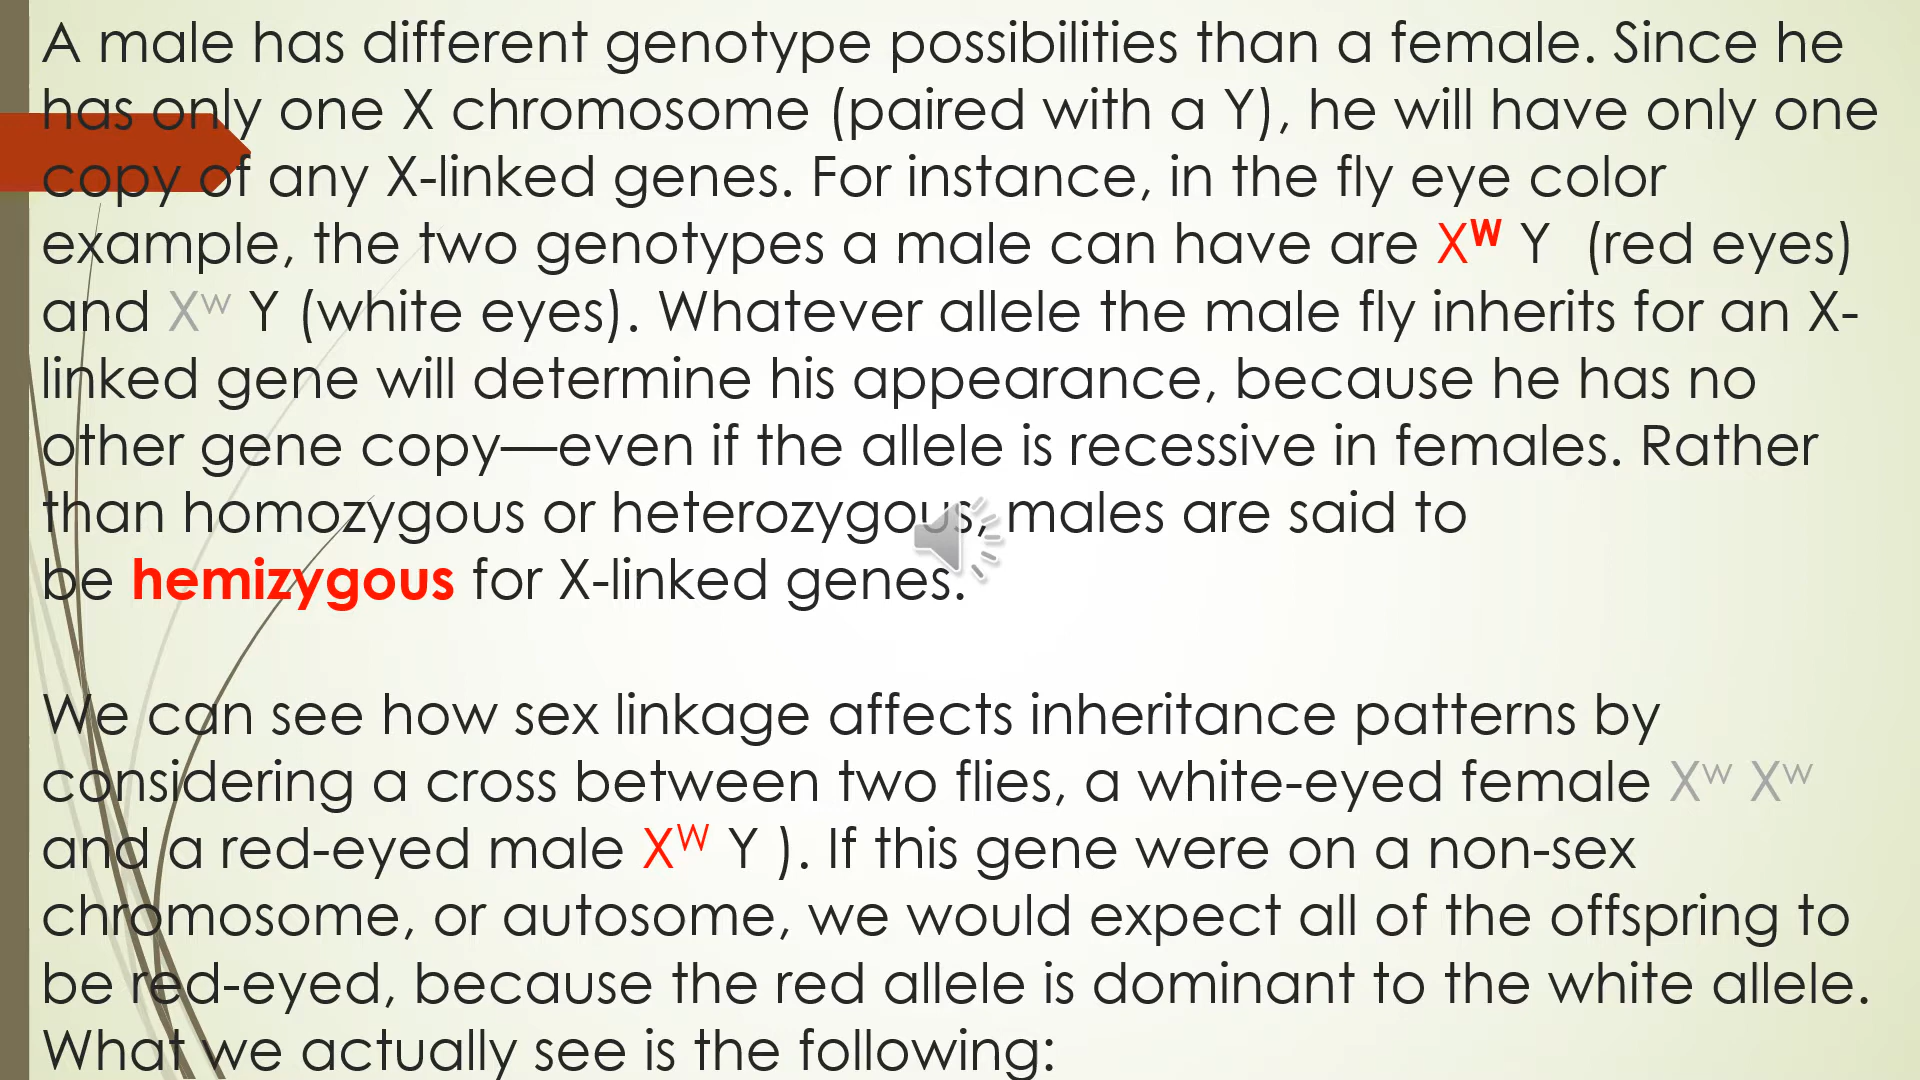 A male has different genotype possibilities than a female. Since he
has only one X chromosome (paired with a Y), he will have only one
copy of any X-linked genes. For instance, in the fly eye color
example, the two genotypes a male can have are Xᵂ Y (red eyes)
and Xʷ Y (white eyes). Whatever allele the male fly inherits for an X-
linked gene will determine his appearance, because he has no
other gene copy—even if the allele is recessive in females. Rather
than homozygous or heterozygous, males are said to
be hemizygous for X-linked genes.
We can see how sex linkage affects inheritance patterns by
considering a cross between two flies, a white-eyed female Xʷ Xʷ
and a red-eyed male Xᵂ Y ). If this gene were on a non-sex
chromosome, or autosome, we would expect all of the offspring to
be red-eyed, because the red allele is dominant to the white allele.
What we actually see is the following: